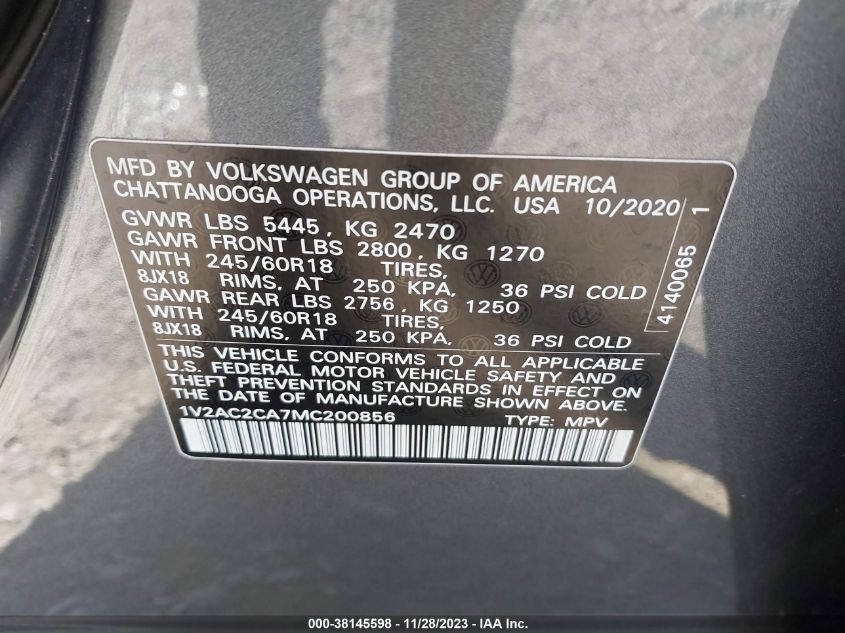 MFD BY VOLKSWAGEN GROUP OF AMERICA
CHATTANOOGA OPERATIONS, LLC. USA 10/2020
GVWR LBS 5445, KG 2470
GAWR FRONT LBS 2800, KG 1270
WITH 245/60R18 TIRES,
8JX18 RIMS, AT 250 KPA, 36 PSI COLD
GAWR REAR LBS 2756, KG 1250
WITH 245/60R18 TIRES,
8JX18 RIMS, AT 250 KPA, 36 PSI COLD
THIS VEHICLE CONFORMS TO ALL APPLICABLE
U.S. FEDERAL MOTOR VEHICLE SAFETY AND
THEFT PREVENTION STANDARDS IN EFFECT ON
THE DATE OF MANUFACTURE SHOWN ABOVE.
1V2AC2CA7MC200856 TYPE: MPV
4140065 1
000-38145598 - 11/28/2023 - IAA Inc.